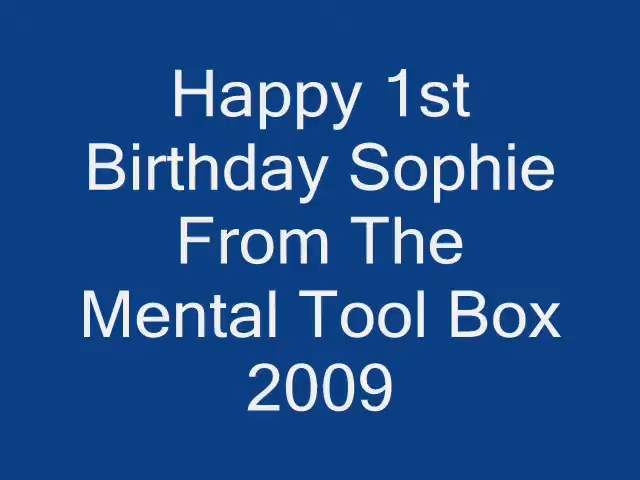 Happy 1st
Birthday Sophie
From The
Mental Tool Box
2009